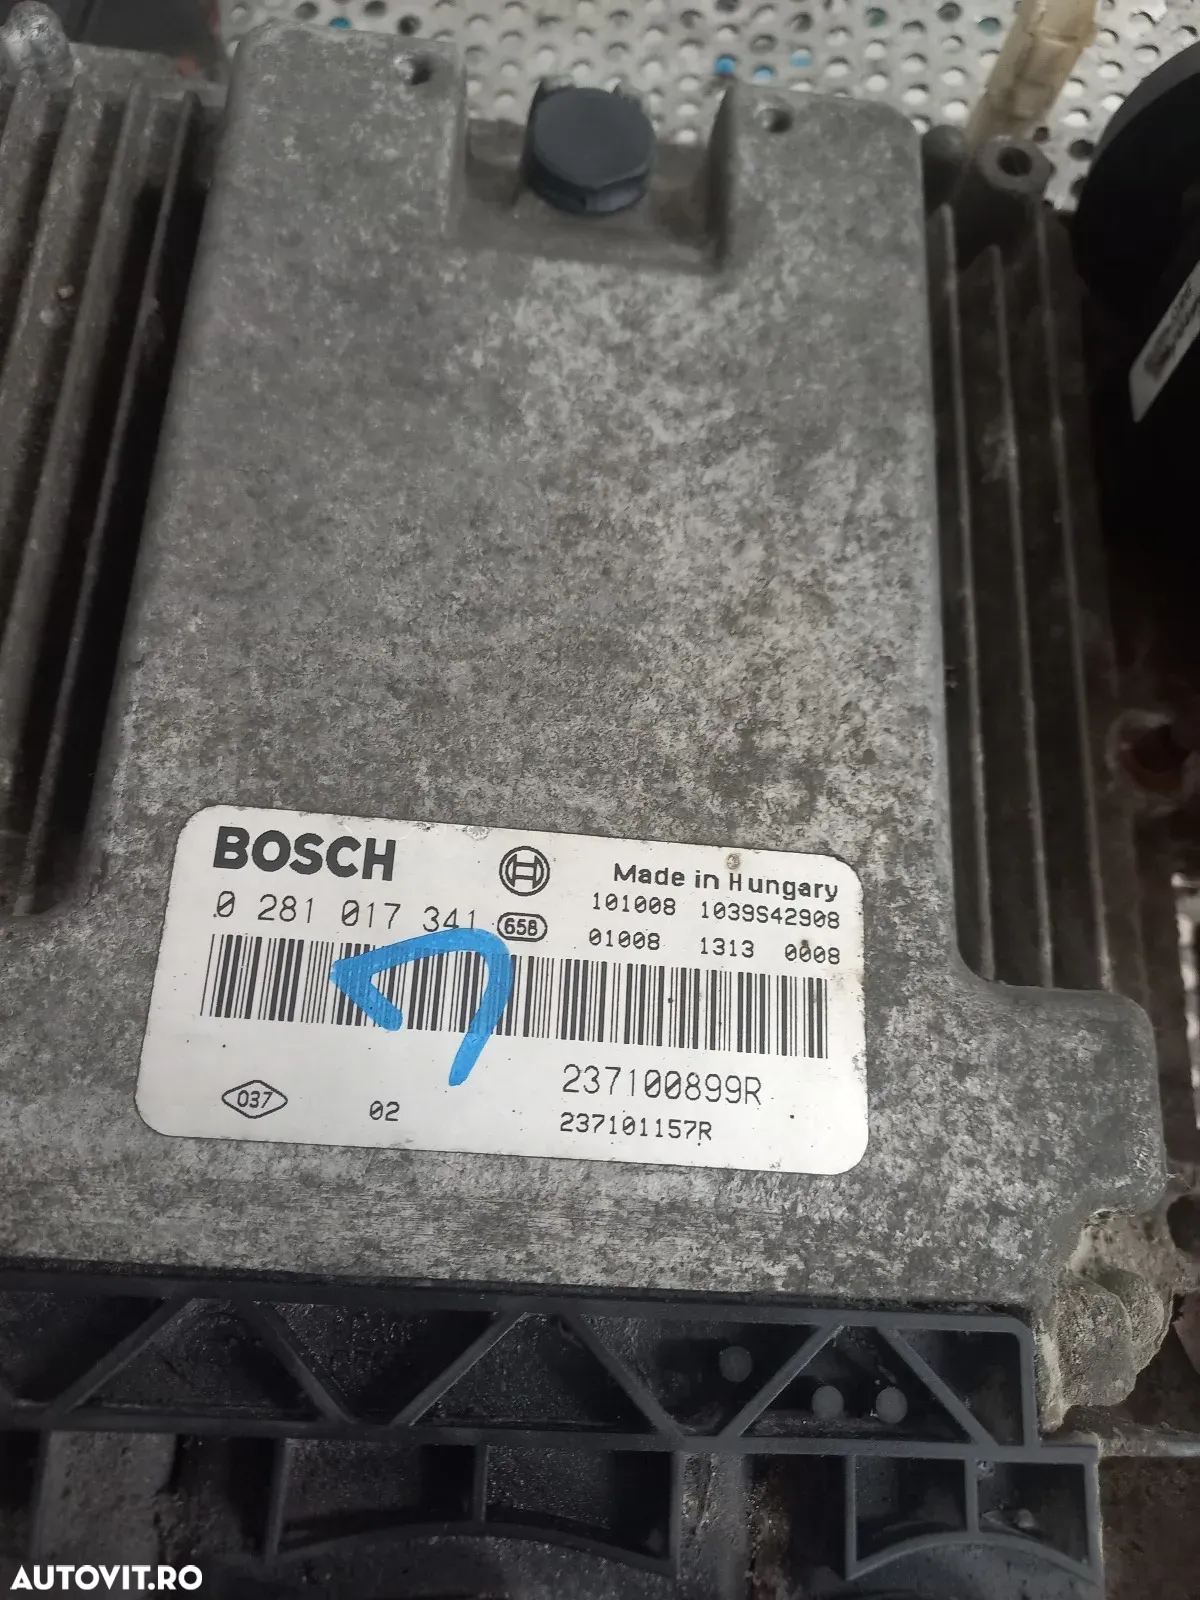 BOSCH
Made in Hungary
0 281 017 341
658
101008 1039S42908
01008 1313 0008
237100899R
037
02
237101157R
AUTOVIT.RO